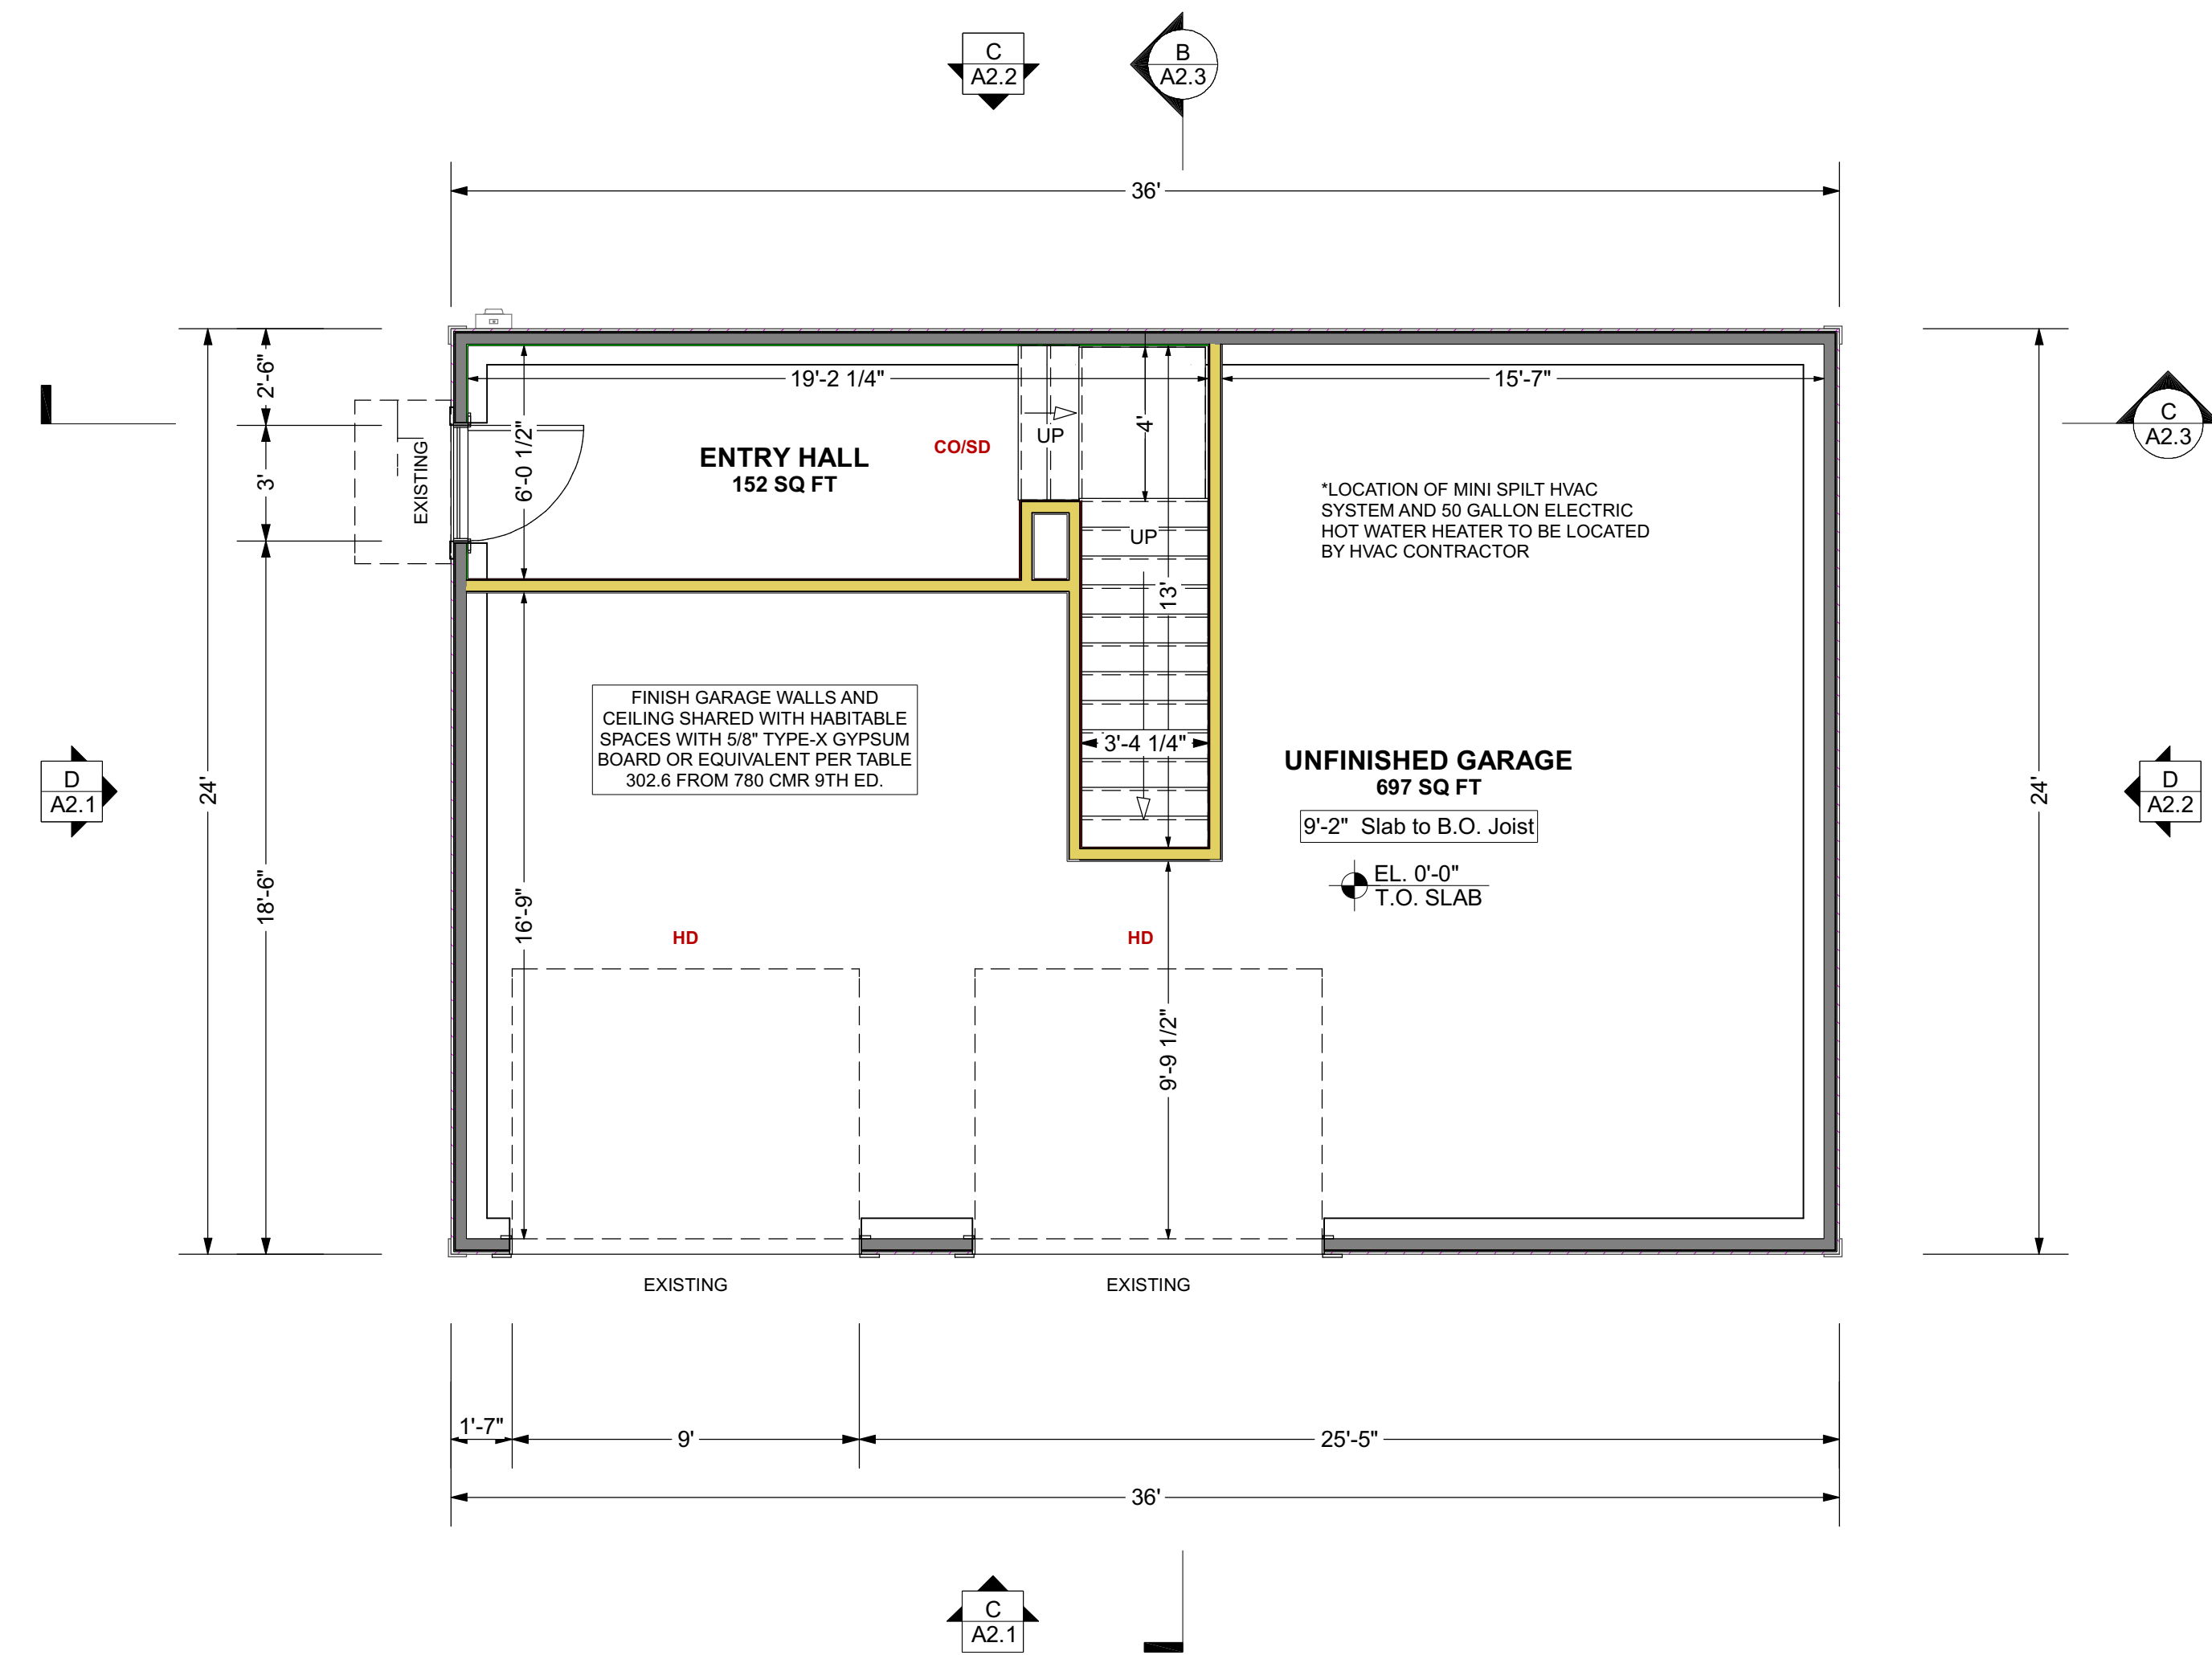 C
A2.2
B
A2.3
36'
2'-6"
3'
18'-6"
24'
EXISTING
19'-2 1/4"
15'-7"
6'-0 1/2"
4'
UP
CO/SD
ENTRY HALL
152 SQ FT
UP
13'
C
A2.3
*LOCATION OF MINI SPILT HVAC
SYSTEM AND 50 GALLON ELECTRIC
HOT WATER HEATER TO BE LOCATED
BY HVAC CONTRACTOR
FINISH GARAGE WALLS AND
CEILING SHARED WITH HABITABLE
SPACES WITH 5/8" TYPE-X GYPSUM
BOARD OR EQUIVALENT PER TABLE
302.6 FROM 780 CMR 9TH ED.
3'-4 1/4"
UNFINISHED GARAGE
697 SQ FT
9'-2"  Slab to B.O. Joist
EL. 0'-0"
T.O. SLAB
D
A2.1
D
A2.2
24'
16'-9"
HD
HD
9'-9 1/2"
EXISTING
EXISTING
1'-7"
9'
25'-5"
36'
C
A2.1